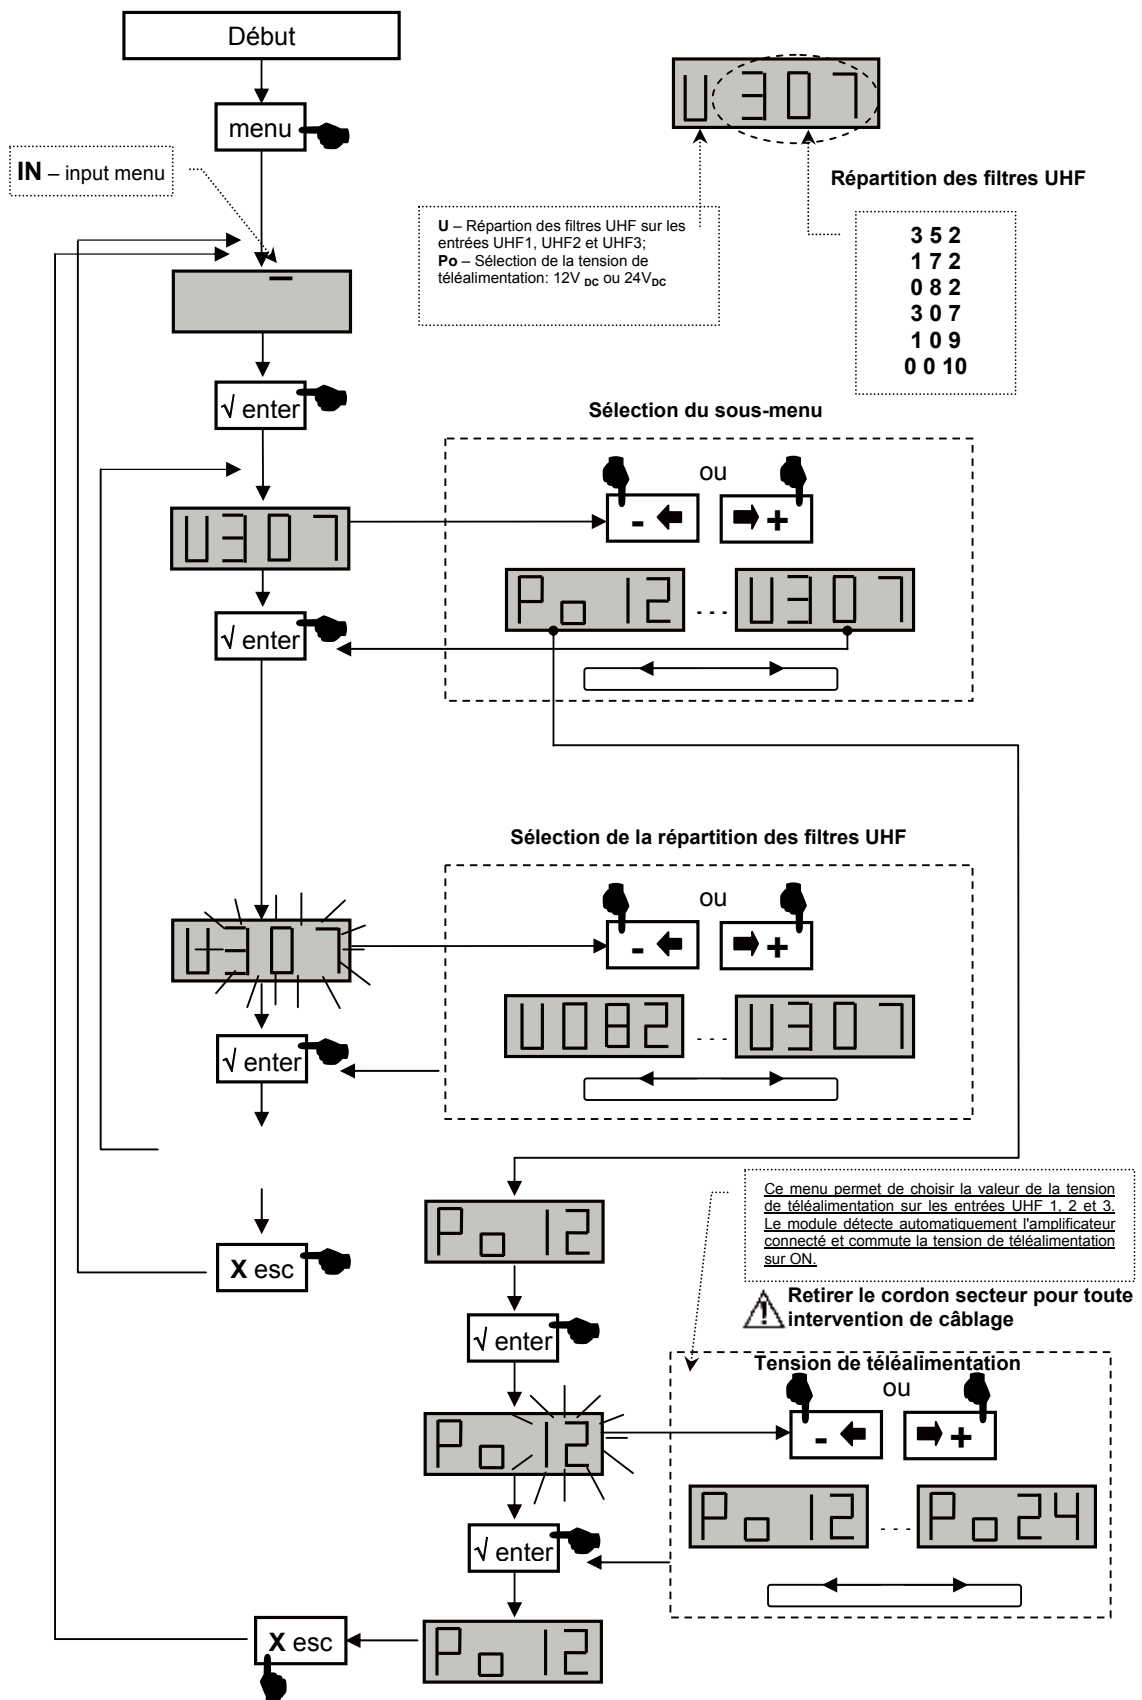 Début
menu
IN – input menu
U 3 0 7
Répartition des filtres UHF
U – Répartion des filtres UHF sur les
entrées UHF1, UHF2 et UHF3;
Po – Sélection de la tension de
téléalimentation: 12V DC ou 24VDC
3 5 2
1 7 2
0 8 2
3 0 7
1 0 9
0 0 10
√ enter
Sélection du sous-menu
ou
- +
U307
Po 12 ... U307
√ enter
Sélection de la répartition des filtres UHF
ou
- +
U307
U082 ... U307
√ enter
Ce menu permet de choisir la valeur de la tension
de téléalimentation sur les entrées UHF 1, 2 et 3.
Le module détecte automatiquement l'amplificateur
connecté et commute la tension de téléalimentation
sur ON.
Po 12
X esc
Retirer le cordon secteur pour toute
intervention de câblage
√ enter
Tension de téléalimentation
ou
- +
Po 12
Po 12 ... Po 24
√ enter
X esc
Po 12